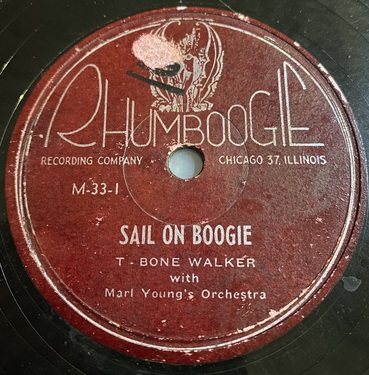 RHUMBOOGIE
RECORDING COMPANY CHICAGO 37, ILLINOIS
M-33-1
SAIL ON BOOGIE
T-BONE WALKER
with
Marl Young's Orchestra